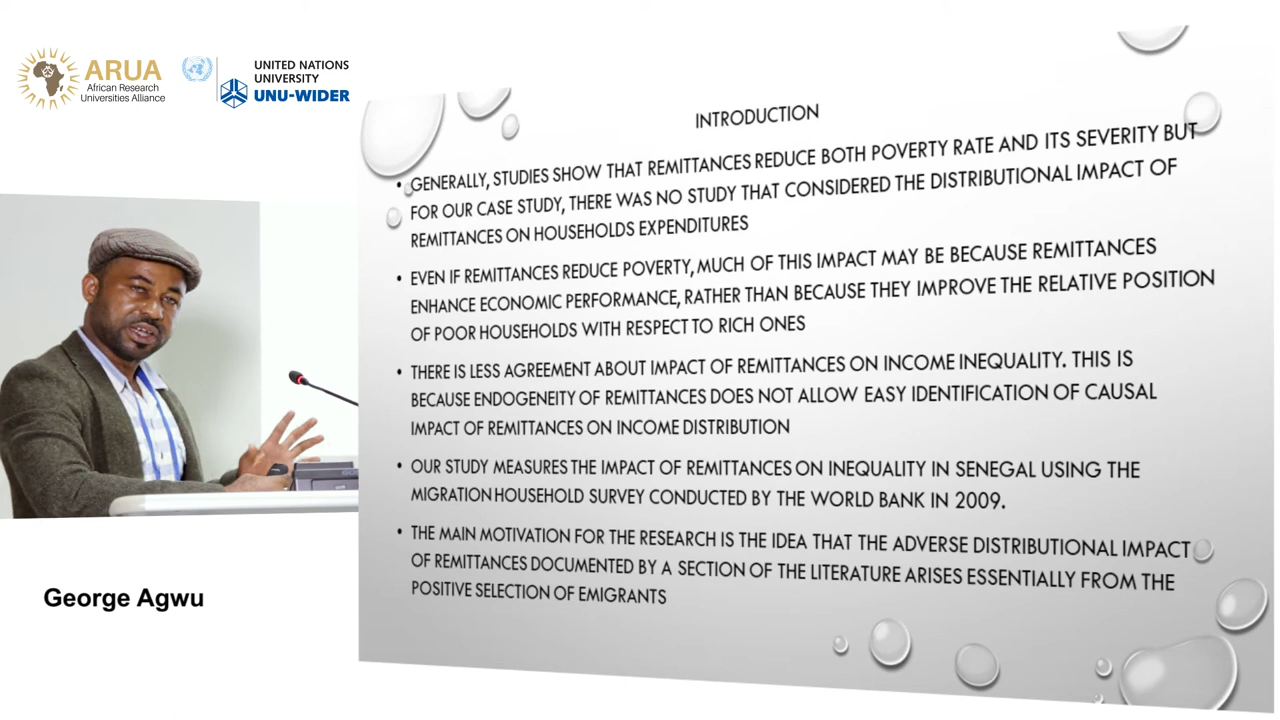 ARUA
African Research
Universities Alliance
UNITED NATIONS
UNIVERSITY
UNU-WIDER
INTRODUCTION
• GENERALLY, STUDIES SHOW THAT REMITTANCES REDUCE BOTH POVERTY RATE AND ITS SEVERITY BUT
FOR OUR CASE STUDY, THERE WAS NO STUDY THAT CONSIDERED THE DISTRIBUTIONAL IMPACT OF
REMITTANCES ON HOUSEHOLDS EXPENDITURES
• EVEN IF REMITTANCES REDUCE POVERTY, MUCH OF THIS IMPACT MAY BE BECAUSE REMITTANCES
ENHANCE ECONOMIC PERFORMANCE, RATHER THAN BECAUSE THEY IMPROVE THE RELATIVE POSITION
OF POOR HOUSEHOLDS WITH RESPECT TO RICH ONES
• THERE IS LESS AGREEMENT ABOUT IMPACT OF REMITTANCES ON INCOME INEQUALITY. THIS IS
BECAUSE ENDOGENEITY OF REMITTANCES DOES NOT ALLOW EASY IDENTIFICATION OF CAUSAL
IMPACT OF REMITTANCES ON INCOME DISTRIBUTION
• OUR STUDY MEASURES THE IMPACT OF REMITTANCES ON INEQUALITY IN SENEGAL USING THE
MIGRATION HOUSEHOLD SURVEY CONDUCTED BY THE WORLD BANK IN 2009.
• THE MAIN MOTIVATION FOR THE RESEARCH IS THE IDEA THAT THE ADVERSE DISTRIBUTIONAL IMPACT
OF REMITTANCES DOCUMENTED BY A SECTION OF THE LITERATURE ARISES ESSENTIALLY FROM THE
POSITIVE SELECTION OF EMIGRANTS
George Agwu